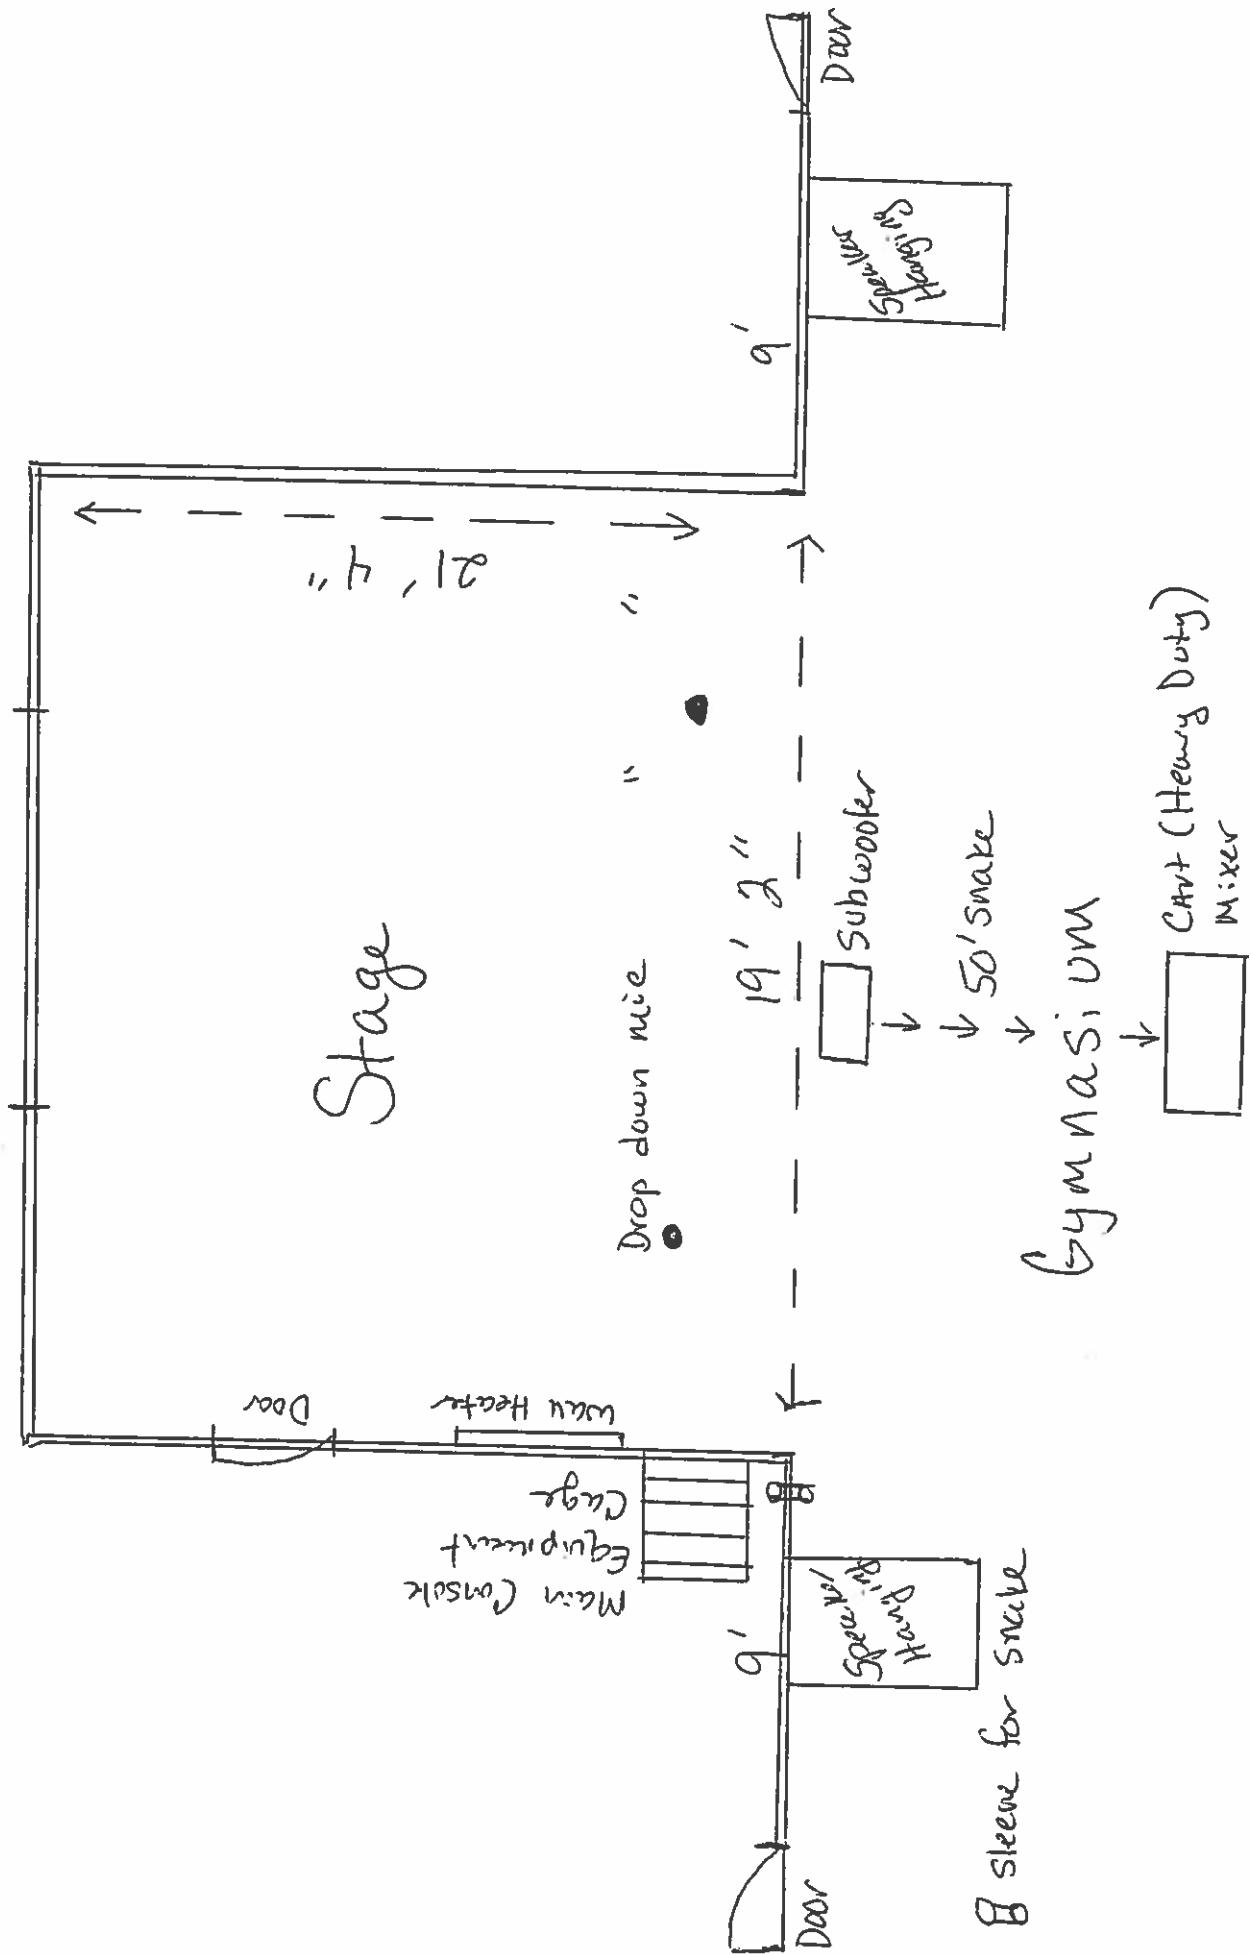 Stage
21' 4"
Door
Wall Heater
Cage
Equipment
Main Console
Drop down mic " "
19' 2"
9'
9'
Subwoofer
50' snake
Gymnasium
Cart (Heavy Duty)
Mixer
Speaker
Hanging
Speaker
Hanging
Door
Door
sleeve for snake